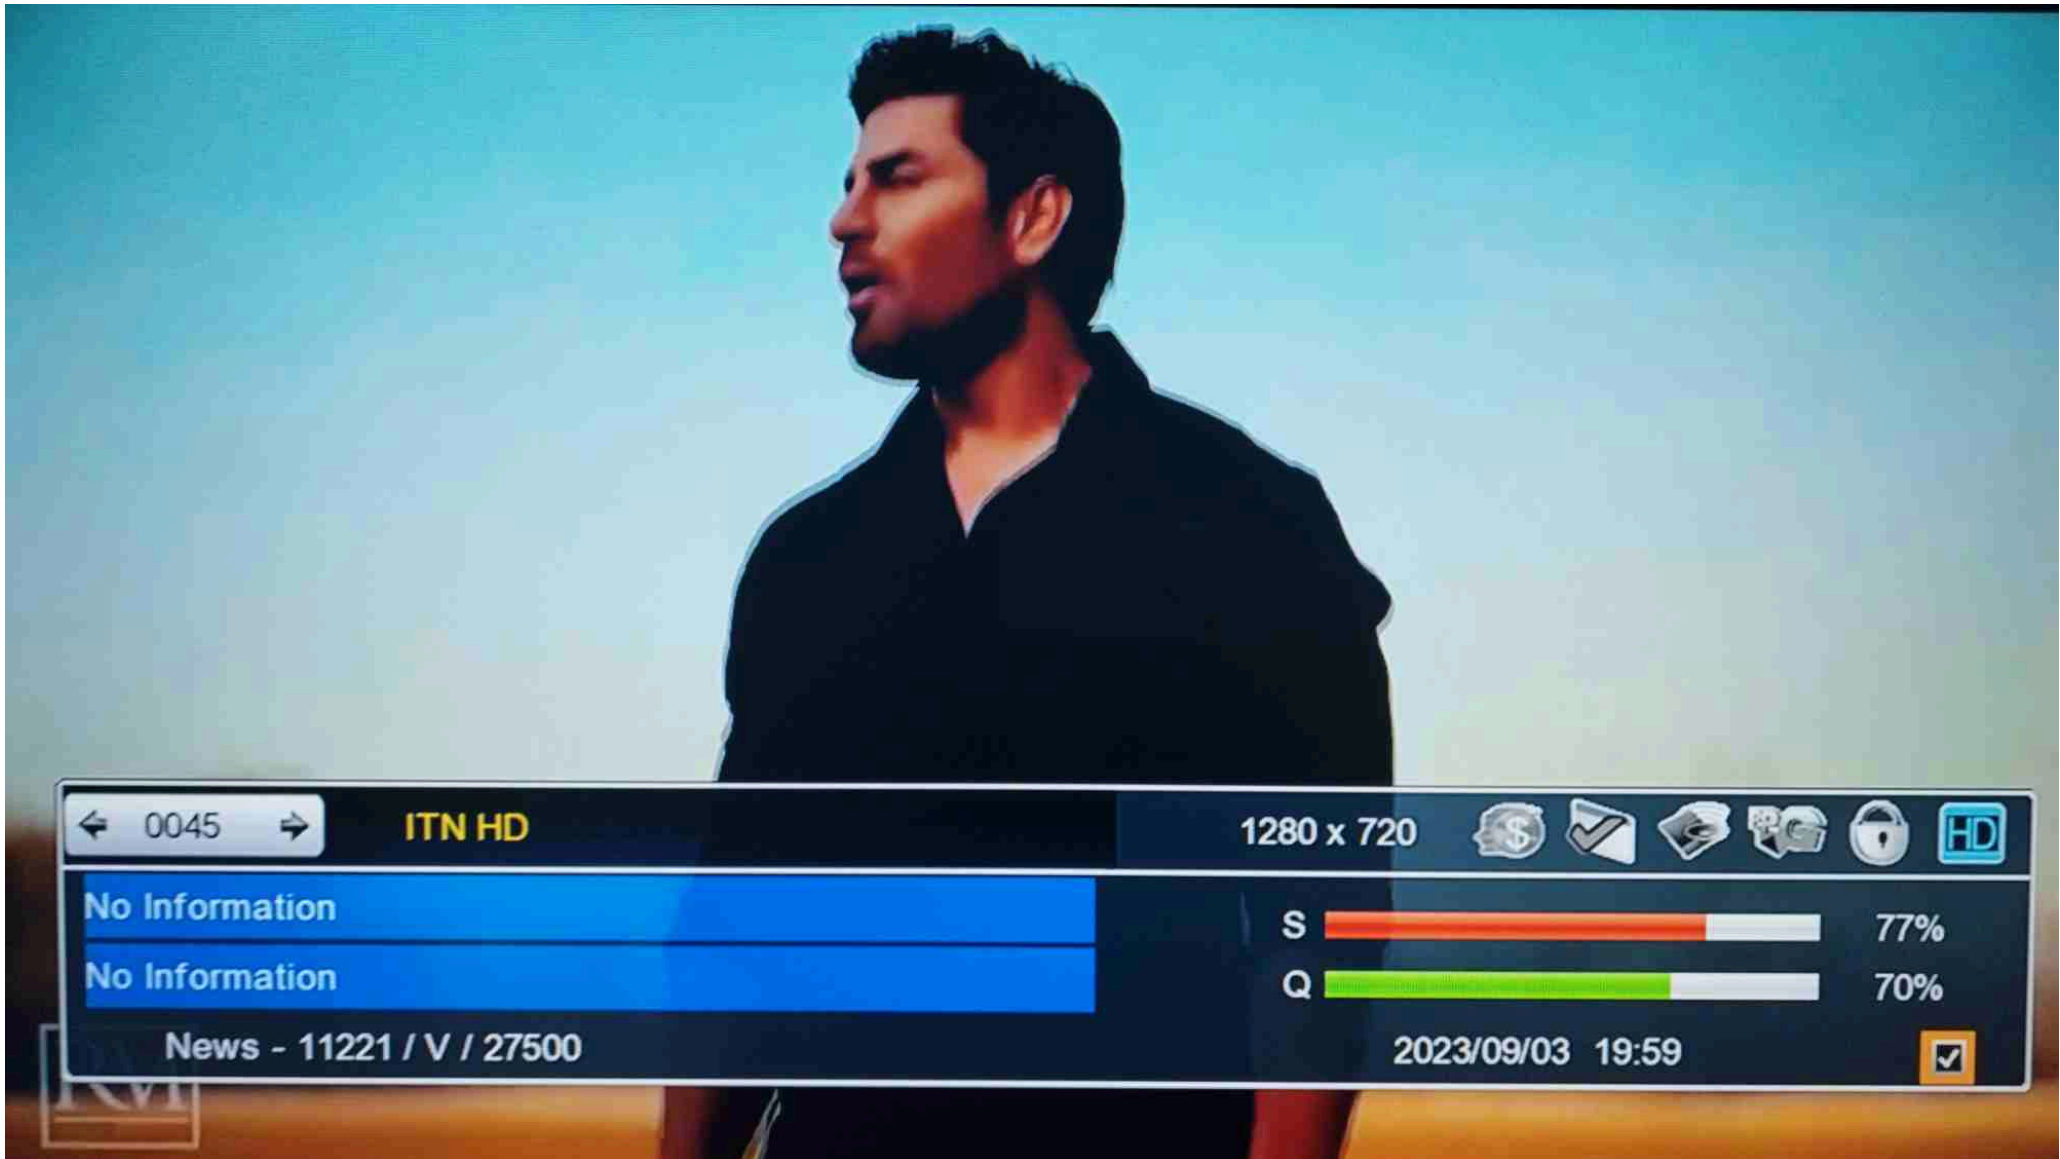 0045
ITN HD
1280 x 720
HD
No Information
S
77%
No Information
Q
70%
News - 11221 / V / 27500
2023/09/03 19:59
RM